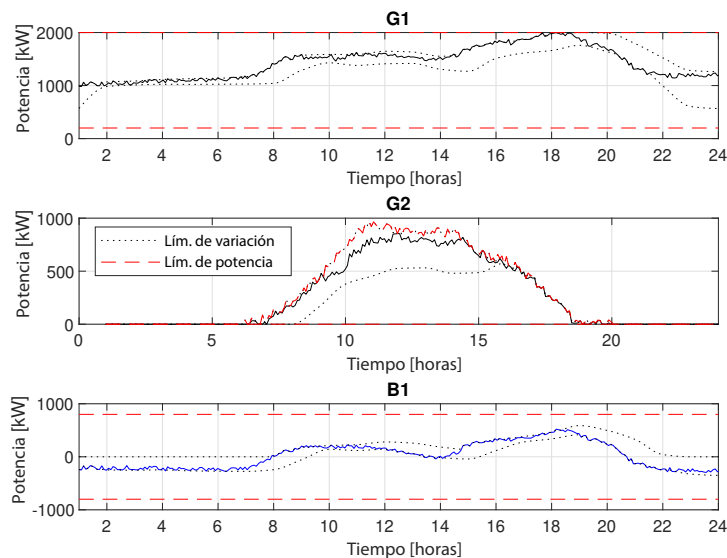 G1
Potencia [kW]
2000
1000
0
2 4 6 8 10 12 14 16 18 20 22 24
Tiempo [horas]
G2
Potencia [kW]
1000
500
0
Lím. de variación
Lím. de potencia
0 5 10 15 20
Tiempo [horas]
B1
Potencia [kW]
1000
0
-1000
2 4 6 8 10 12 14 16 18 20 22 24
Tiempo [horas]